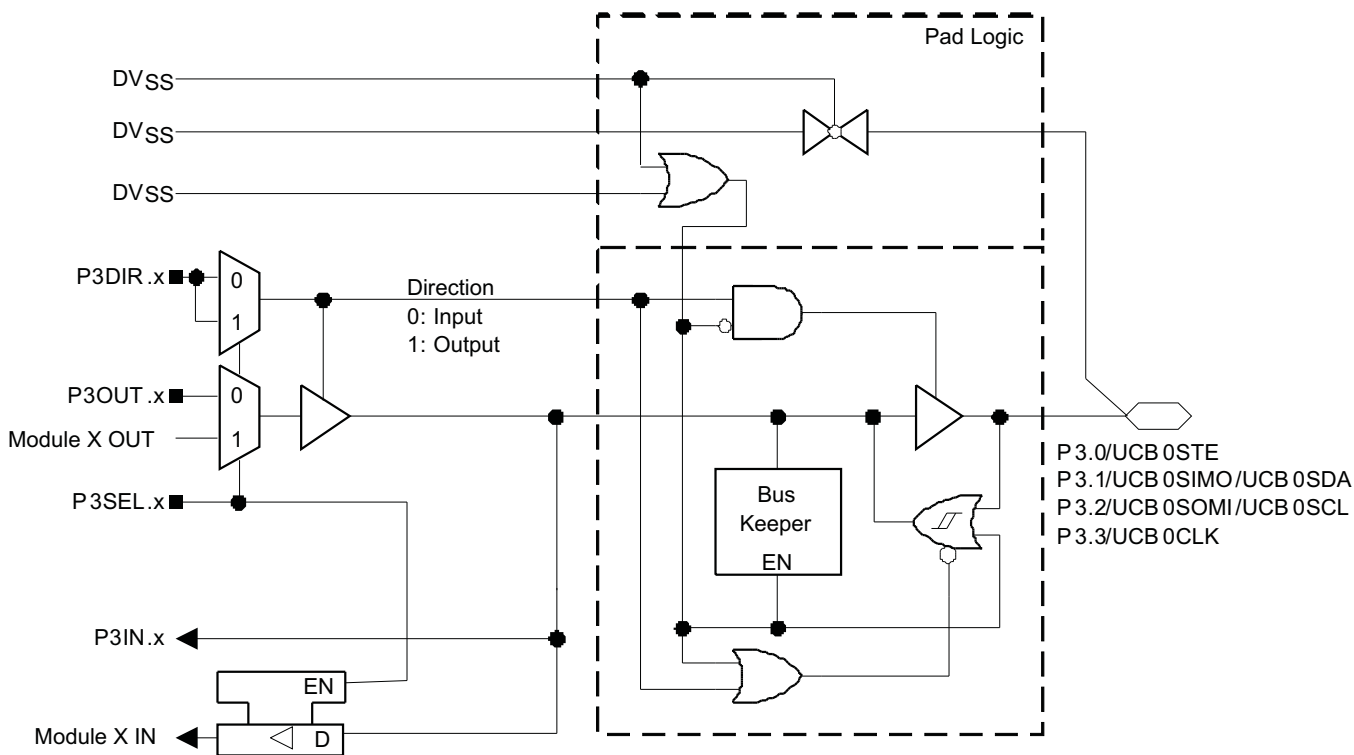 Pad Logic
DVSS
DVSS
DVSS
P3DIR.x
0
1
Direction
0: Input
1: Output
P3OUT.x
0
Module X OUT
1
P3SEL.x
P3.0/UCB0STE
P3.1/UCB0SIMO/UCB0SDA
P3.2/UCB0SOMI/UCB0SCL
P3.3/UCB0CLK
Bus
Keeper
EN
P3IN.x
EN
Module X IN
D